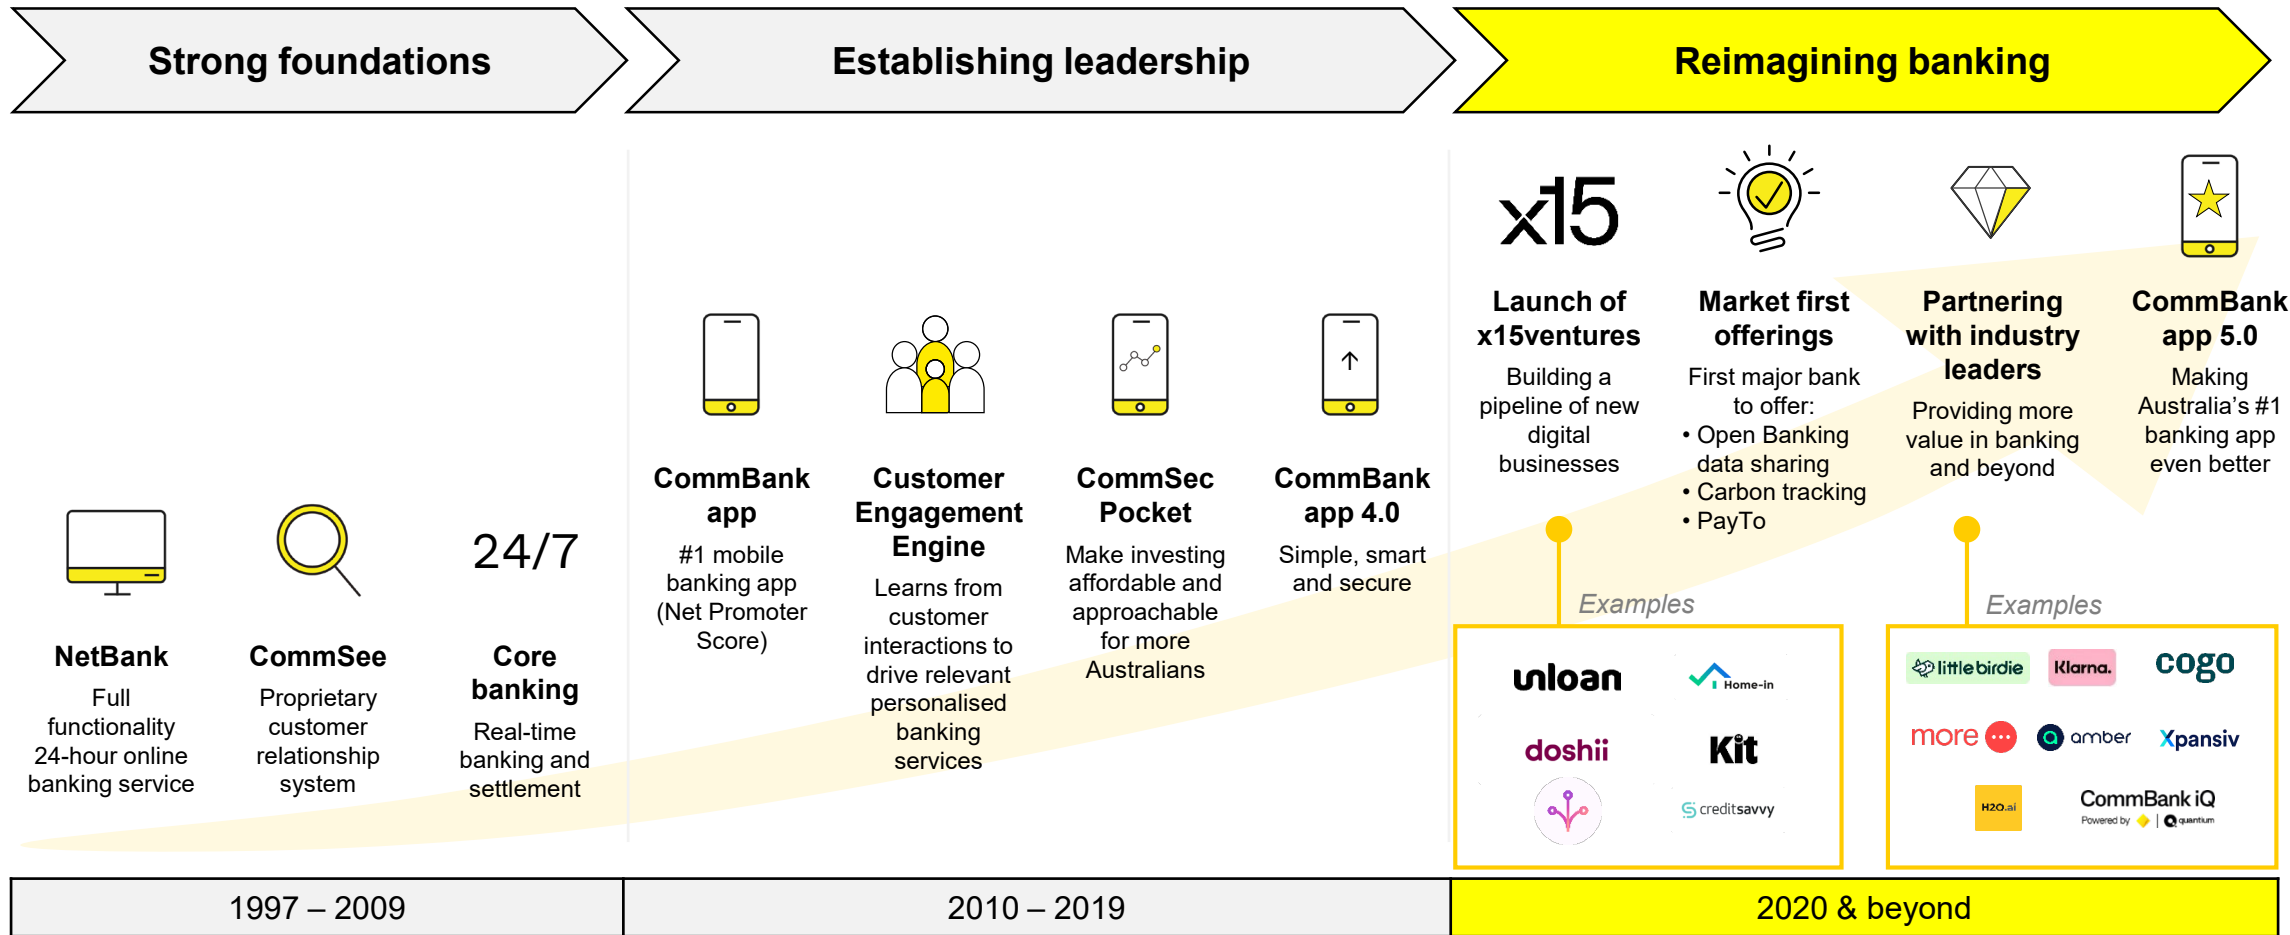 Strong foundations
Establishing leadership
Reimagining banking
NetBank
Full
functionality
24-hour online
banking service
CommSee
Proprietary
customer
relationship
system
24/7
Core
banking
Real-time
banking and
settlement
CommBank
app
#1 mobile
banking app
(Net Promoter
Score)
Customer
Engagement
Engine
Learns from
customer
interactions to
drive relevant
personalised
banking
services
CommSec
Pocket
Make investing
affordable and
approachable
for more
Australians
CommBank
app 4.0
Simple, smart
and secure
x15
Launch of
x15ventures
Building a
pipeline of new
digital
businesses
Market first
offerings
First major bank
to offer:
• Open Banking
data sharing
• Carbon tracking
• PayTo
Partnering
with industry
leaders
Providing more
value in banking
and beyond
CommBank
app 5.0
Making
Australia’s #1
banking app
even better
Examples
unloan
Home-in
doshii
Kit
creditsavvy
Examples
littlebirdie
Klarna.
cogo
more
amber
Xpansiv
H2O.ai
CommBank iQ
Powered by | quantium
1997 – 2009
2010 – 2019
2020 & beyond